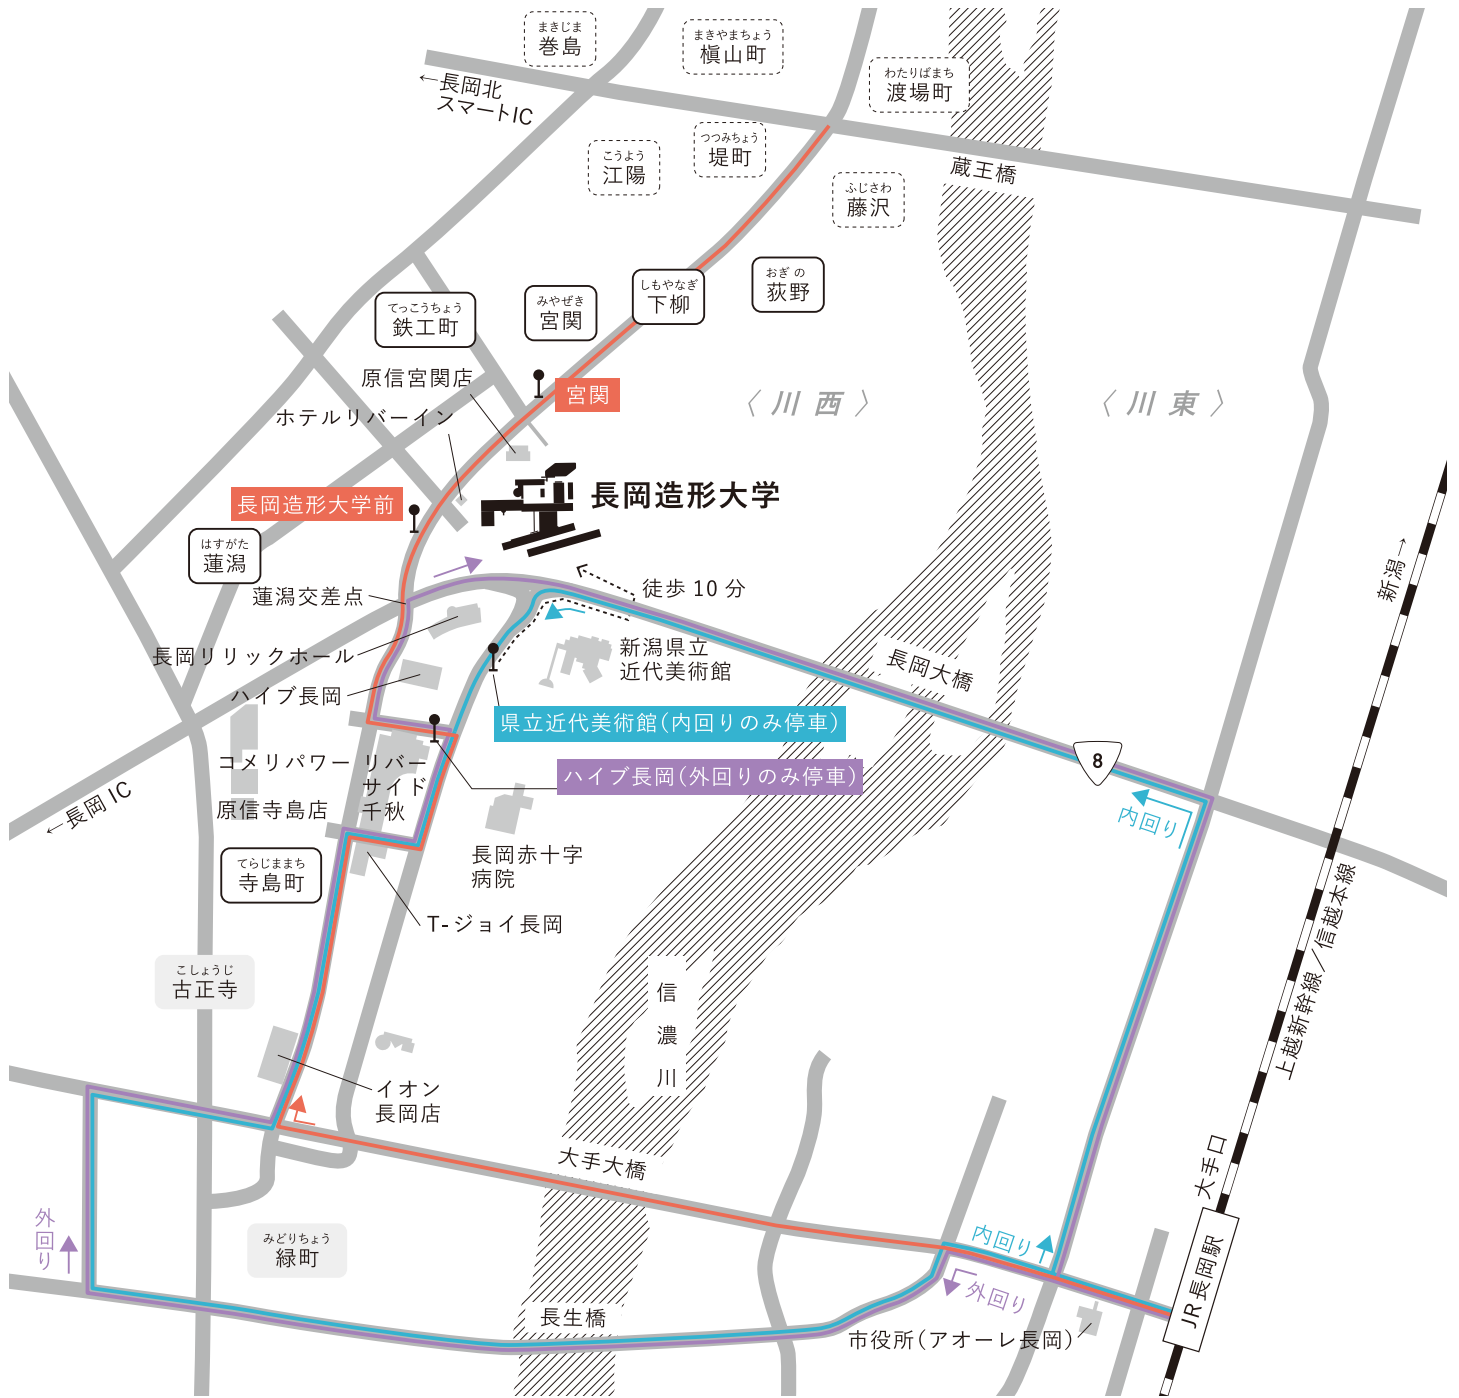 まきじま
巻島
まきやまちょう
槇山町
わたりばまち
渡場町
←長岡北
スマートIC
つつみちょう
堤町
こうよう
江陽
蔵王橋
ふじさわ
藤沢
おぎの
荻野
しもやなぎ
下柳
みやぜき
宮関
てっこうちょう
鉄工町
原信宮関店
宮関
〈川西〉
〈川東〉
ホテルリバーイン
長岡造形大学前
長岡造形大学
はすがた
蓮潟
新潟→
徒歩10分
蓮潟交差点
長岡リリックホール
新潟県立
近代美術館
長岡大橋
ハイブ長岡
県立近代美術館(内回りのみ停車)
コメリパワー
リバー
サイド
千秋
ハイブ長岡(外回りのみ停車)
8
←長岡IC
原信寺島店
内回り
長岡赤十字
病院
てらじままち
寺島町
T-ジョイ長岡
上越新幹線/信越本線
こしょうじ
古正寺
信濃川
イオン
長岡店
大手大橋
大手口
外回り
みどりちょう
緑町
内回り
外回り
JR長岡駅
長生橋
市役所(アオーレ長岡)